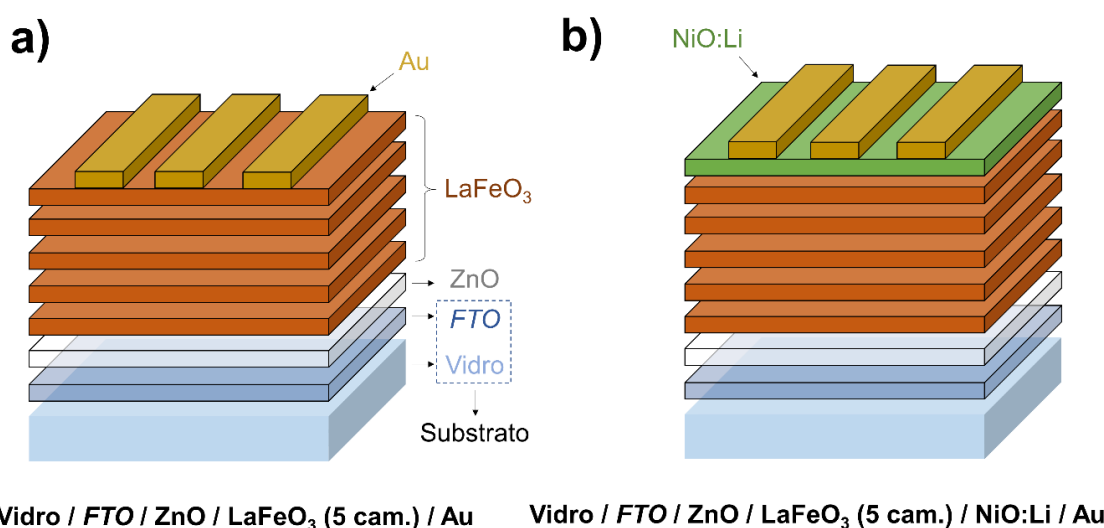 a)
Au
LaFeO₃
ZnO
FTO
Vidro
Substrato
Vidro / FTO / ZnO / LaFeO₃ (5 cam.) / Au
b)
NiO:Li
Vidro / FTO / ZnO / LaFeO₃ (5 cam.) / NiO:Li / Au